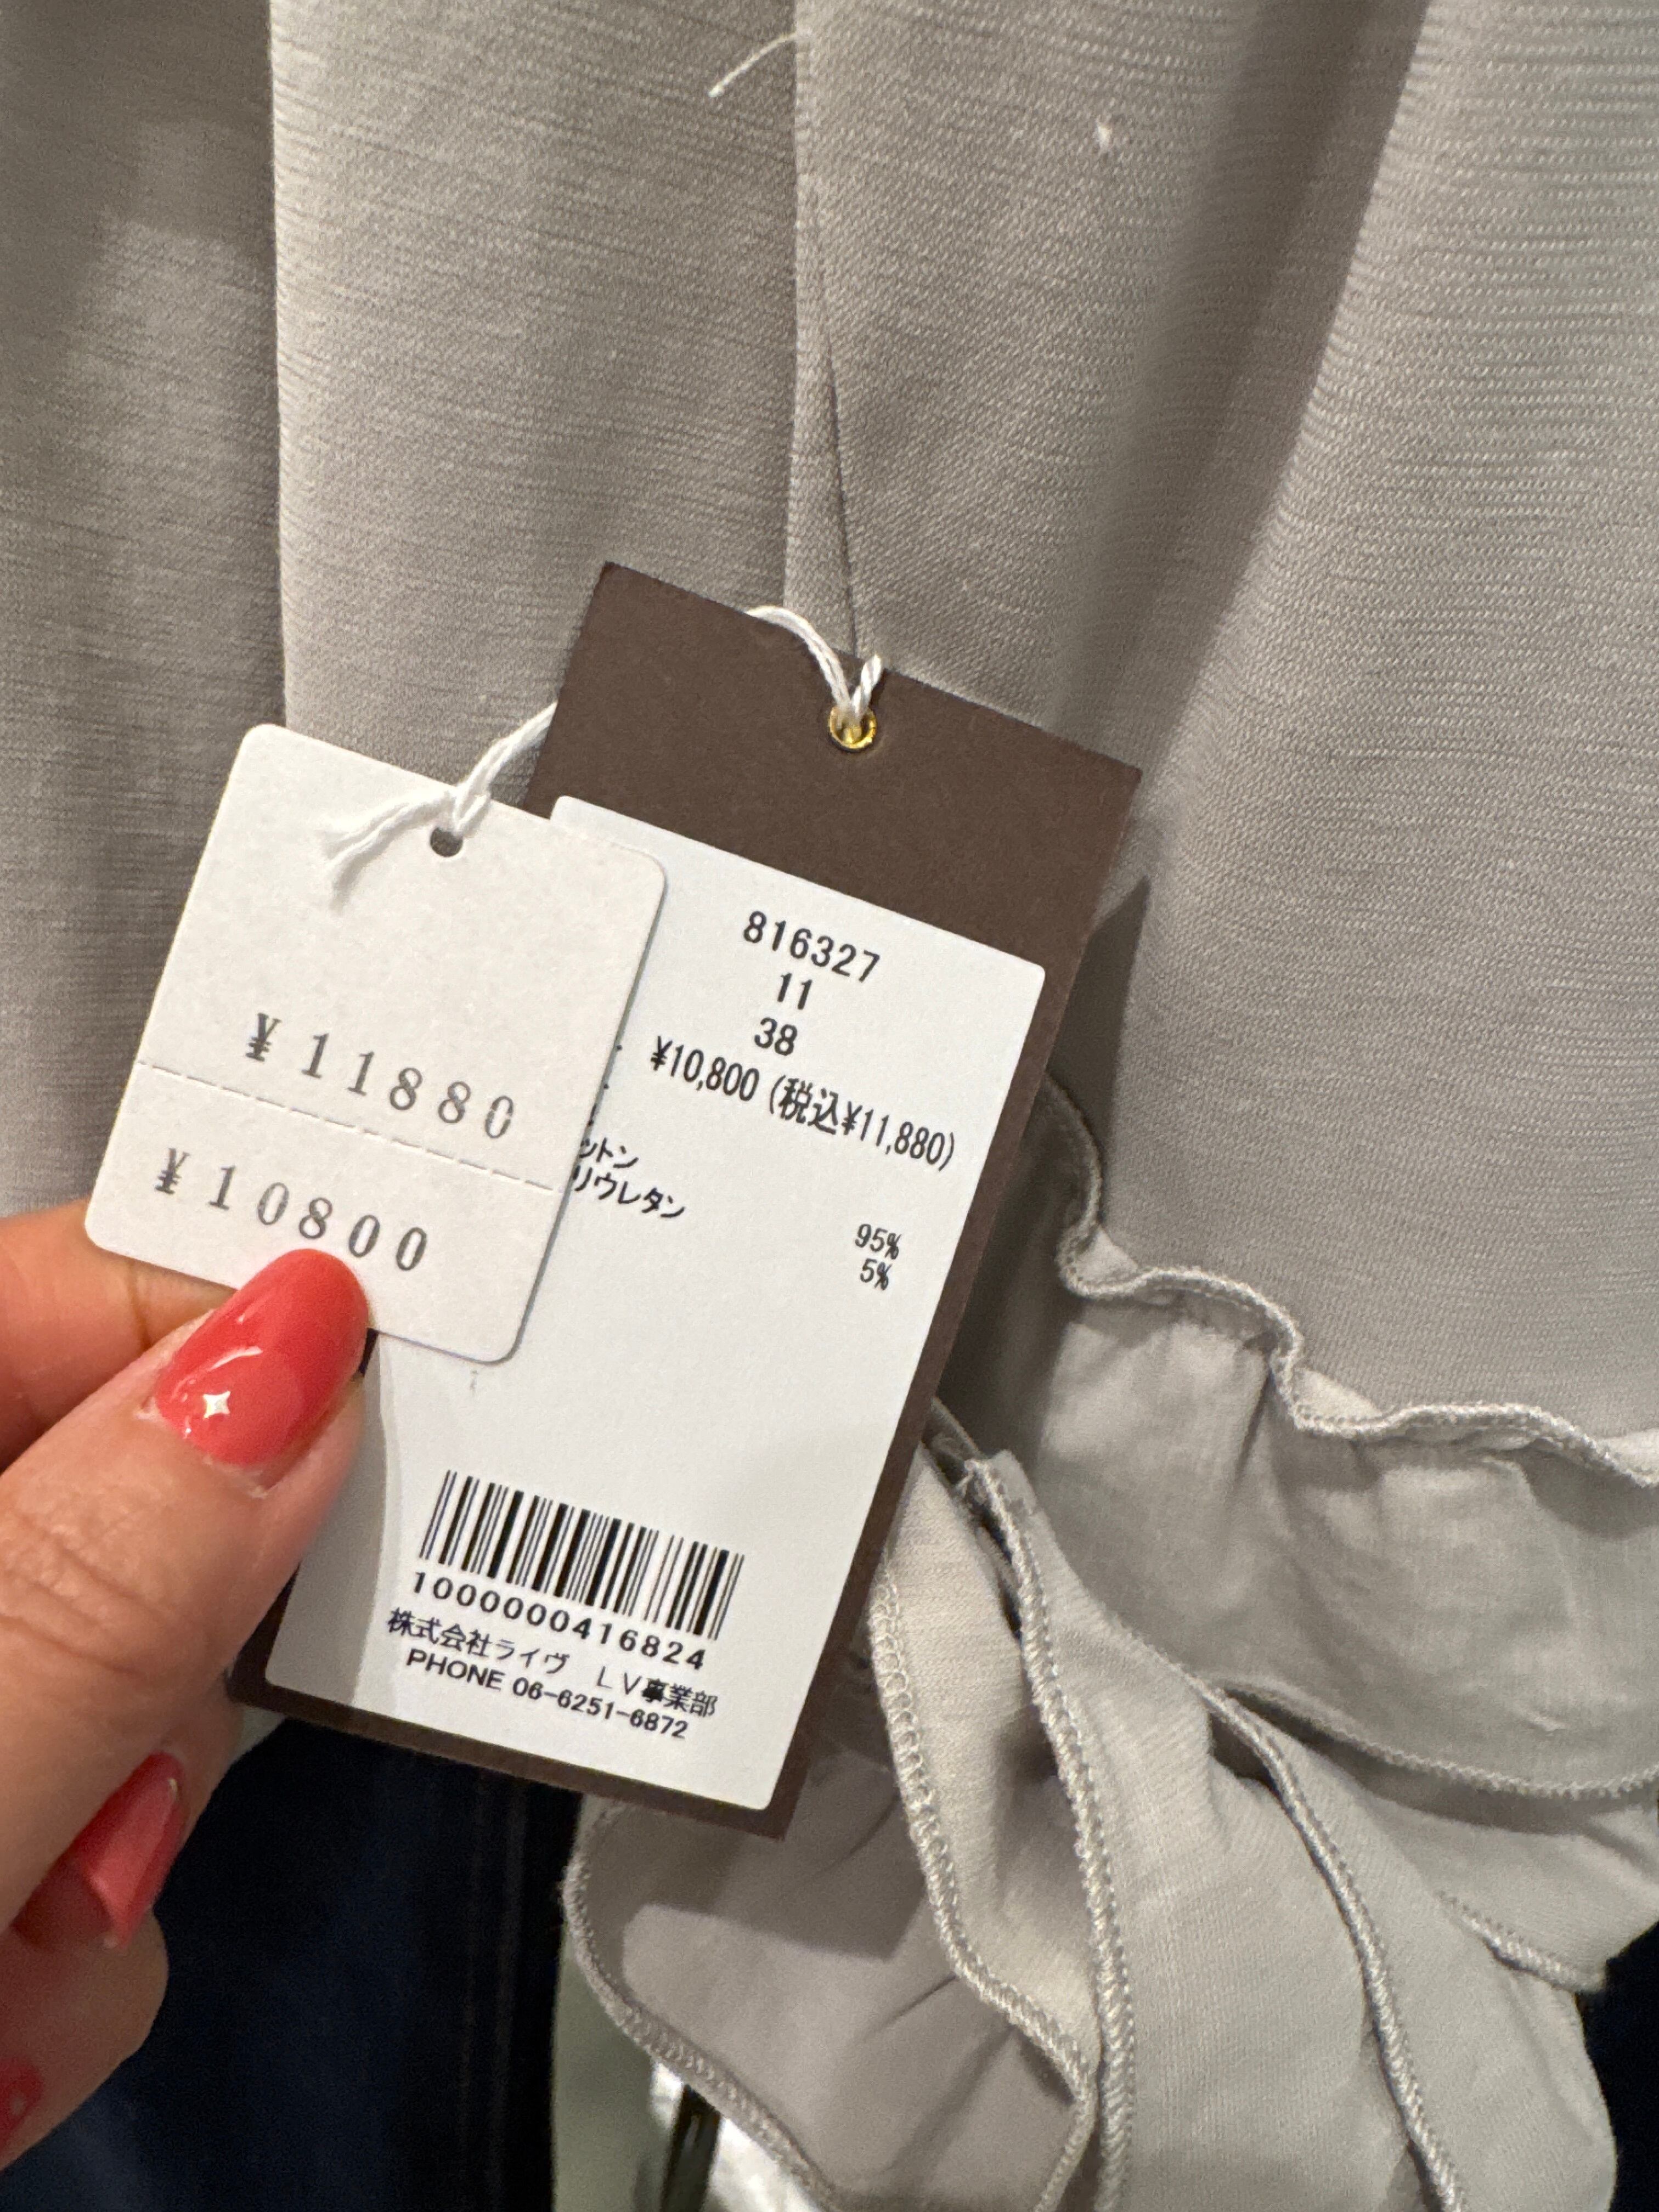 ¥11880
¥10800
816327
11
38
¥10,800 (税込¥11,880)
ットン
リウレタン
95%
5%
1000000416824
株式会社ライヴ ＬＶ事業部
PHONE 06-6251-6872